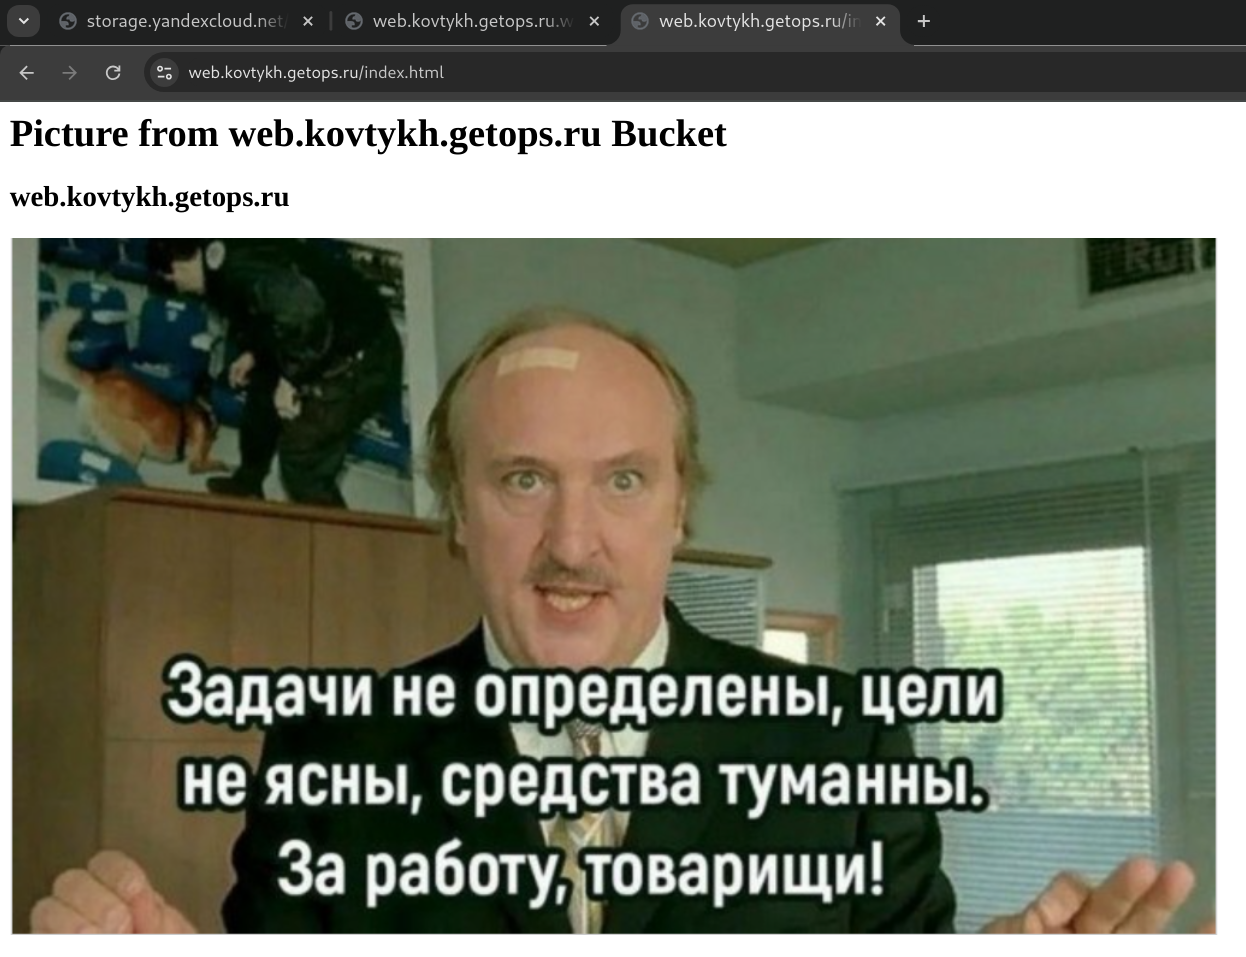 storage.yandexcloud.net
web.kovtykh.getops.ru.w
web.kovtykh.getops.ru/in
web.kovtykh.getops.ru/index.html
Picture from web.kovtykh.getops.ru Bucket
web.kovtykh.getops.ru
Задачи не определены, цели
не ясны, средства туманны.
За работу, товарищи!